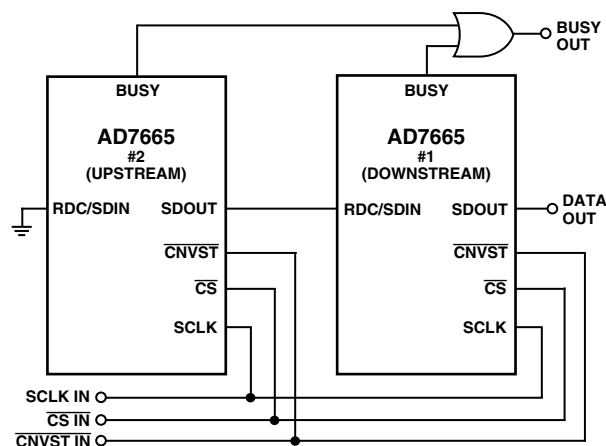 BUSY
OUT
BUSY
BUSY
AD7665
#2
(UPSTREAM)
AD7665
#1
(DOWNSTREAM)
RDC/SDIN
SDOUT
RDC/SDIN
SDOUT
DATA
OUT
CNVST
CNVST
CS
CS
SCLK
SCLK
SCLK IN
CS IN
CNVST IN